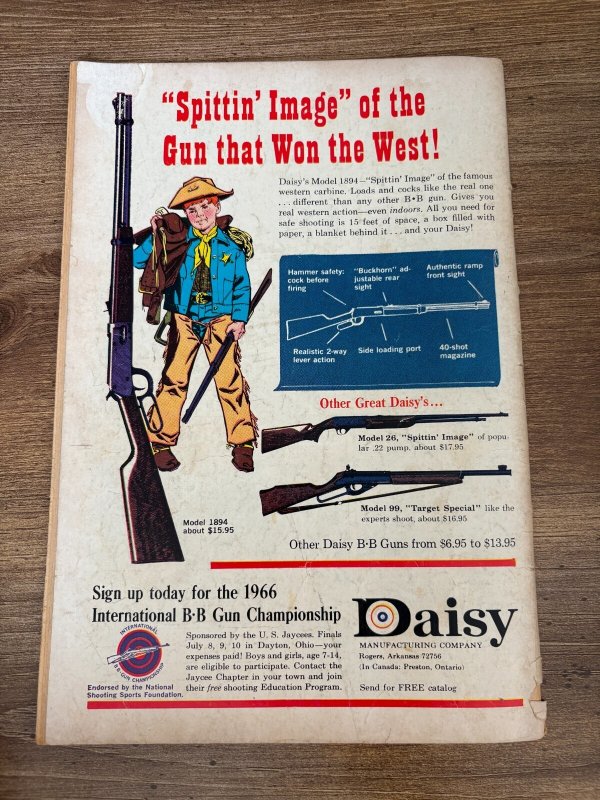 “Spittin’ Image” of the
Gun that Won the West!
Daisy's Model 1894—“Spittin’ Image” of the famous
western carbine. Loads and cocks like the real one
... different than any other B•B gun. Gives you
real western action—even indoors. All you need for
safe shooting is 15 feet of space, a box filled with
paper, a blanket behind it ... and your Daisy!
Hammer safety:
cock before
firing
"Buckhorn" ad-
justable rear
sight
Authentic ramp
front sight
Realistic 2-way
lever action
Side loading port
40-shot
magazine
Other Great Daisy's...
Model 26, "Spittin' Image" of popu-
lar .22 pump. about $17.95
Model 99, "Target Special" like the
experts shoot, about $16.95
Model 1894
about $15.95
Other Daisy B·B Guns from $6.95 to $13.95
Sign up today for the 1966
International B·B Gun Championship
INTERNATIONAL
B·B GUN CHAMPIONSHIP
Endorsed by the National
Shooting Sports Foundation.
Sponsored by the U. S. Jaycees. Finals
July 8, 9, 10 in Dayton, Ohio—your
expenses paid! Boys and girls, age 7-14,
are eligible to participate. Contact the
Jaycee Chapter in your town and join
their free shooting Education Program.
Daisy
MANUFACTURING COMPANY
Rogers, Arkansas 72756
(In Canada: Preston, Ontario)
Send for FREE catalog